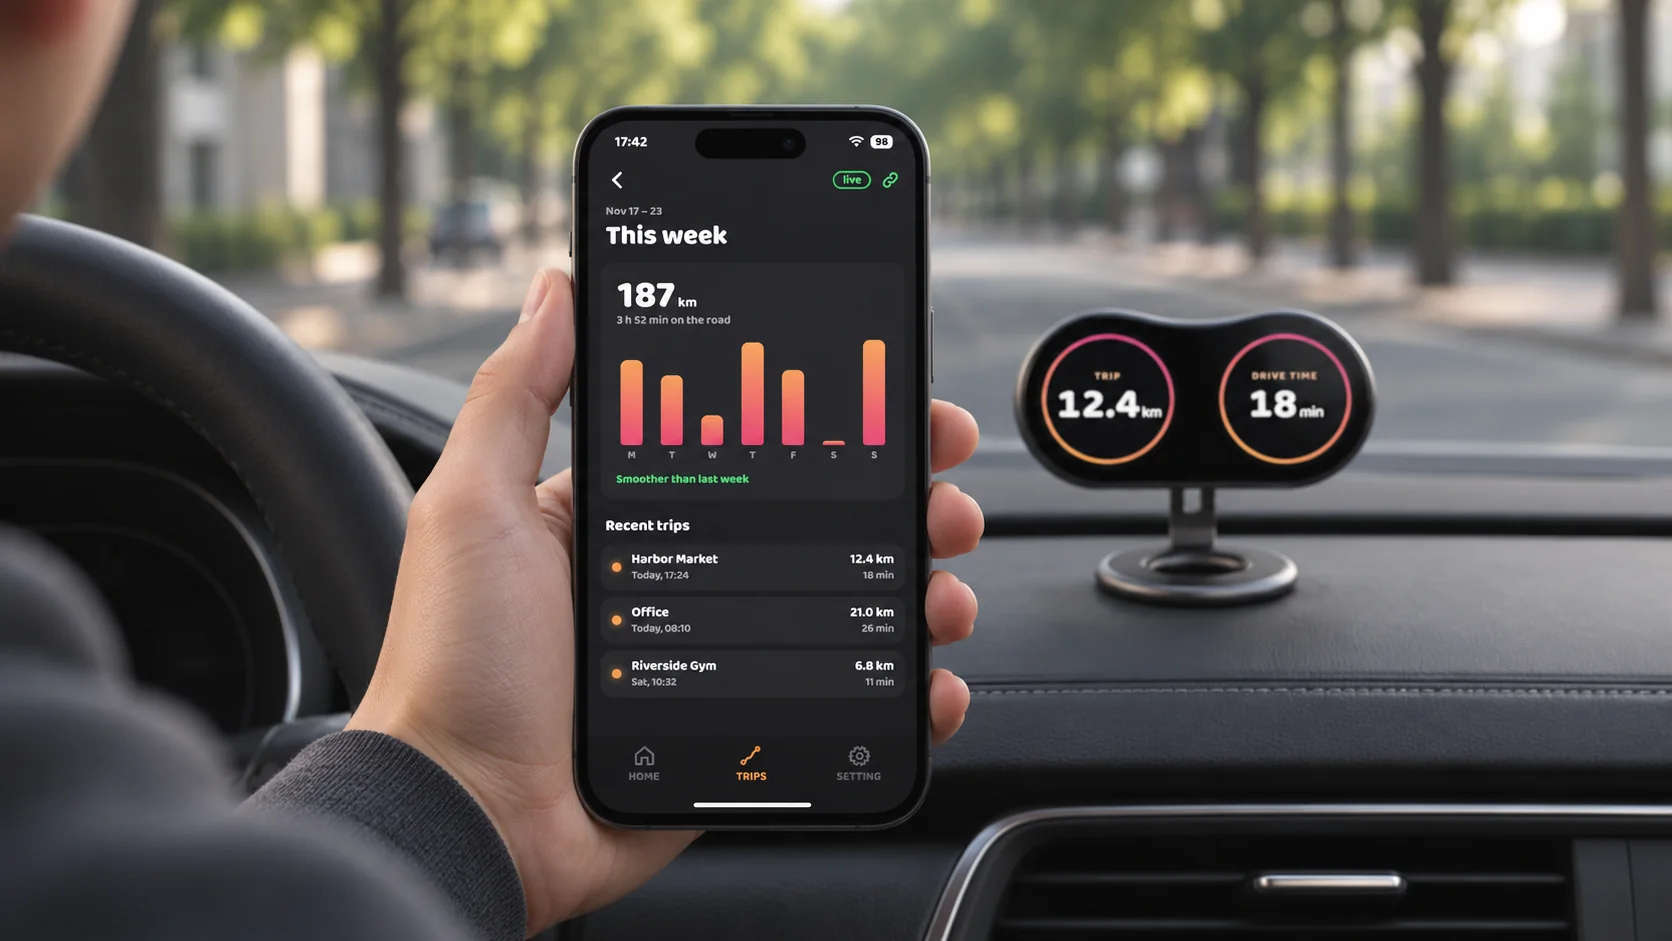 17:42
98
live
Nov 17 – 23
This week
187 km
3 h 52 min on the road
M T W T F S S
Smoother than last week
Recent trips
Harbor Market 12.4 km
Today, 17:24 18 min
Office 21.0 km
Today, 08:10 26 min
Riverside Gym 6.8 km
Sat, 10:32 11 min
HOME TRIPS SETTING
TRIP
12.4 km
DRIVE TIME
18 min